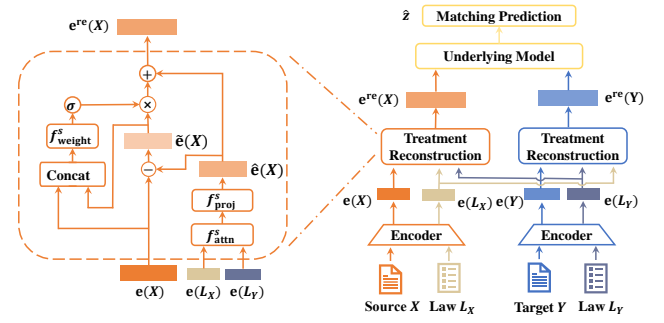 e^re(X)
+
σ
×
f^s_weight
ẽ(X)
Concat
−
ê(X)
f^s_proj
f^s_attn
e(X)
e(L_X)
e(L_Y)
ẑ
Matching Prediction
Underlying Model
e^re(X)
e^re(Y)
Treatment
Reconstruction
Treatment
Reconstruction
e(X)
e(L_X)
e(Y)
e(L_Y)
Encoder
Encoder
Source X
Law L_X
Target Y
Law L_Y